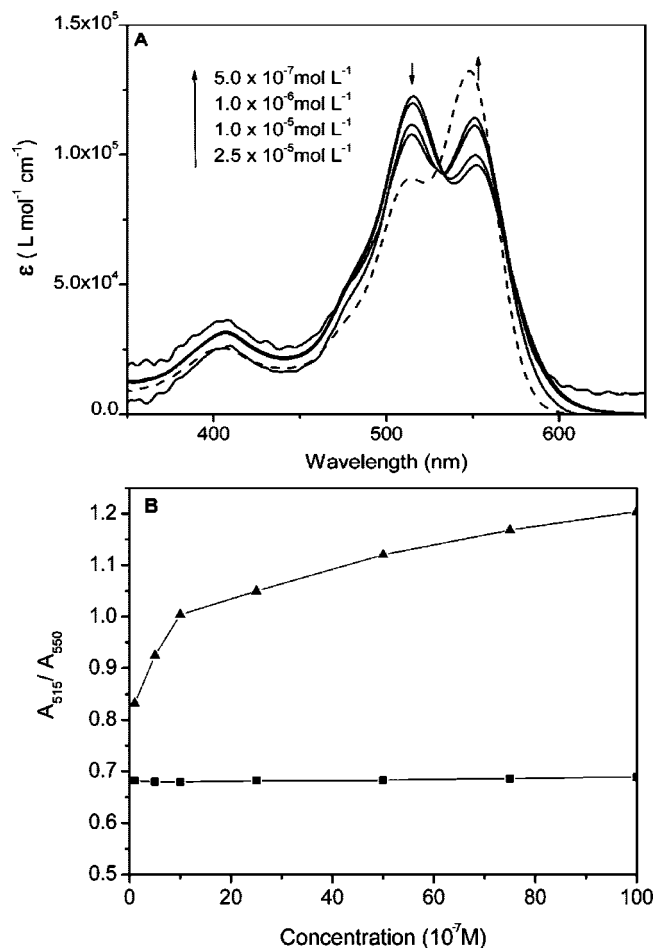 1.5x10⁵
A
5.0 x 10⁻⁷mol L⁻¹
1.0 x 10⁻⁶mol L⁻¹
1.0 x 10⁻⁵mol L⁻¹
2.5 x 10⁻⁵mol L⁻¹
1.0x10⁵
5.0x10⁴
0.0
ε ( L mol⁻¹ cm⁻¹)
400
500
600
Wavelength (nm)
B
1.2
1.1
1.0
0.9
0.8
0.7
0.6
0.5
A₅₁₅/ A₅₅₀
0
20
40
60
80
100
Concentration (10⁻⁷M)